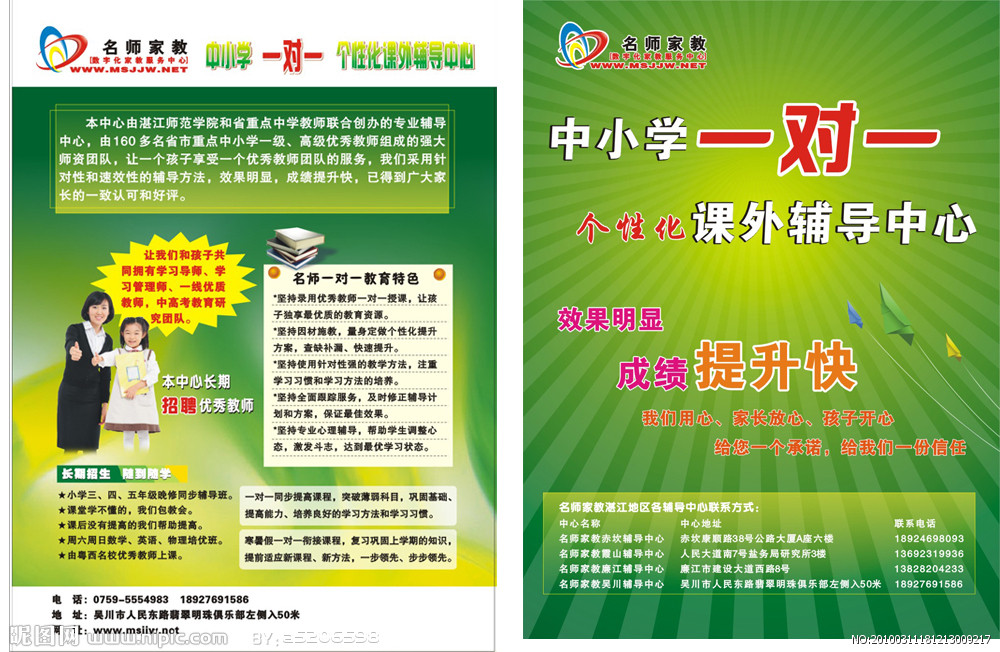 名师家教
[数字化家教服务中心]
WWW.MSJJW.NET
中小学 一对一 个性化课外辅导中心
本中心由湛江师范学院和省重点中学教师联合创办的专业辅导
中心，由160多名省市重点中小学一级、高级优秀教师组成的强大
师资团队，让一个孩子享受一个优秀教师团队的服务，我们采用针
对性和速效性的辅导方法，效果明显，成绩提升快，已得到广大家
长的一致认可和好评。
让我们和孩子共
同拥有学习导师、学
习管理师、一线优质
教师，中高考教育研
究团队。
本中心长期
招聘优秀教师
名师一对一教育特色
*坚持录用优秀教师一对一授课，让孩
子独享最优质的教育资源。
*坚持因材施教，量身定做个性化提升
方案，查缺补漏、快速提升。
*坚持使用针对性强的教学方法，注重
学习习惯和学习方法的培养。
*坚持全面跟踪服务，及时修正辅导计
划和方案，保证最佳效果。
*坚持专业心理辅导，帮助学生调整心
态，激发斗志，达到最优学习状态。
长期招生 随到随学
★小学三、四、五年级晚修同步辅导班。
★课堂学不懂的，我们包教会。
★课后没有提高的我们帮助提高。
★周六周日数学、英语、物理培优班。
★由粤西名校优秀教师上课。
一对一同步提高课程，突破薄弱科目，巩固基础、
提高能力、培养良好的学习方法和学习习惯。
寒暑假一对一衔接课程，复习巩固上学期的知识，
提前适应新课程、新方法，一步领先、步步领先。
电 话：0759-5554983 18927691586
地 址：吴川市人民东路翡翠明珠俱乐部左侧入50米
网 址：www.msjjw.net
昵图网 www.nipic.com BY:a5206598
名师家教
[数字化家教服务中心]
WWW.MSJJW.NET
中小学 一对一
个性化 课外辅导中心
效果明显
成绩 提升快
我们用心、家长放心、孩子开心
给您一个承诺，给我们一份信任
名师家教湛江地区各辅导中心联系方式：
中心名称 中心地址 联系电话
名师家教赤坎辅导中心 赤坎康顺路38号公路大厦A座六楼 18924698093
名师家教霞山辅导中心 人民大道南7号盐务局研究所3楼 13692319936
名师家教廉江辅导中心 廉江市建设大道西路8号 13828204233
名师家教吴川辅导中心 吴川市人民东路翡翠明珠俱乐部左侧入50米 18927691586
NO:20100311181213009217